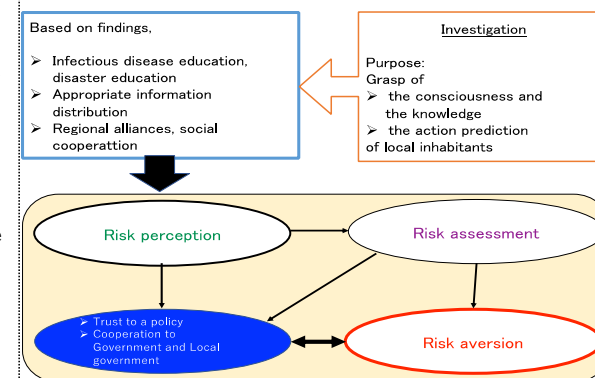 Based on findings,
➢ Infectious disease education,
disaster education
➢ Appropriate information
distribution
➢ Regional alliances, social
cooperattion
Investigation
Purpose:
Grasp of
➢ the consciousness and
the knowledge
➢ the action prediction
of local inhabitants
e
Risk perception
Risk assessment
➢ Trust to a policy
➢ Cooperation to
Government and Local
government
Risk aversion